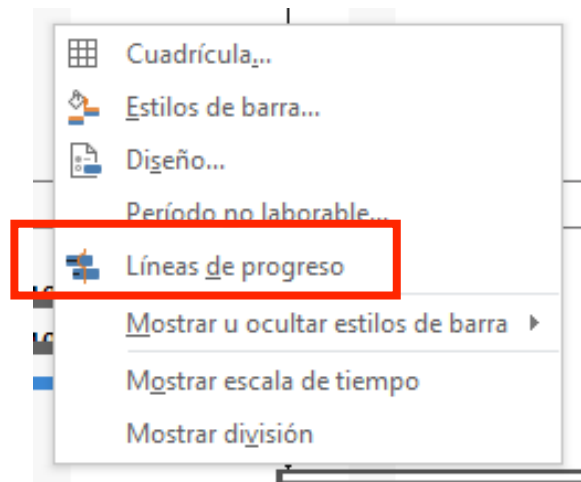 Cuadrícula...
Estilos de barra...
Diseño...
Período no laborable...
Líneas de progreso
Mostrar u ocultar estilos de barra
Mostrar escala de tiempo
Mostrar división